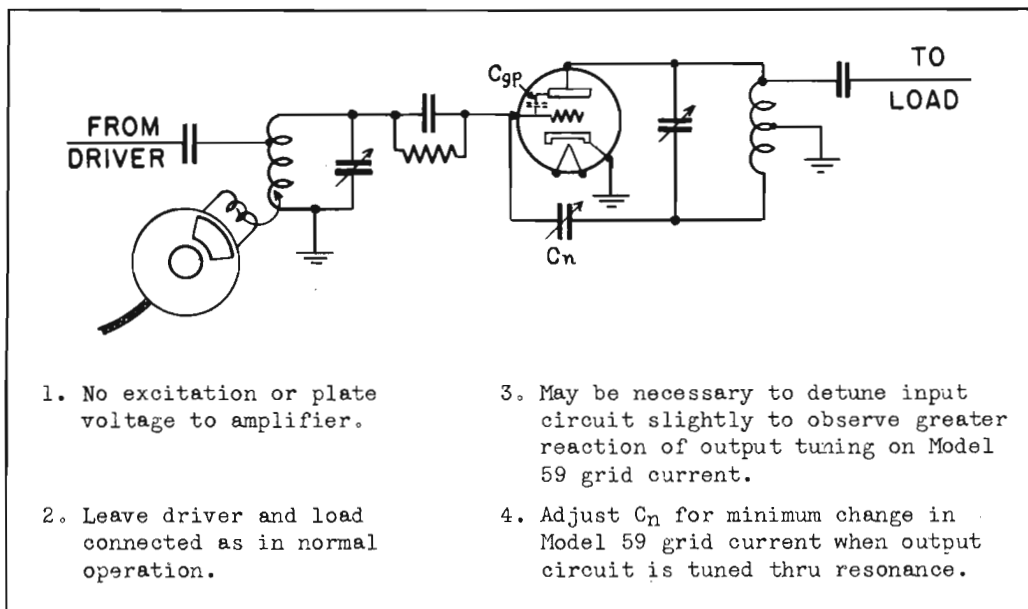 FROM
DRIVER
Cgp
Cn
TO
LOAD
1. No excitation or plate
voltage to amplifier.
2. Leave driver and load
connected as in normal
operation.
3. May be necessary to detune input
circuit slightly to observe greater
reaction of output tuning on Model
59 grid current.
4. Adjust Cn for minimum change in
Model 59 grid current when output
circuit is tuned thru resonance.